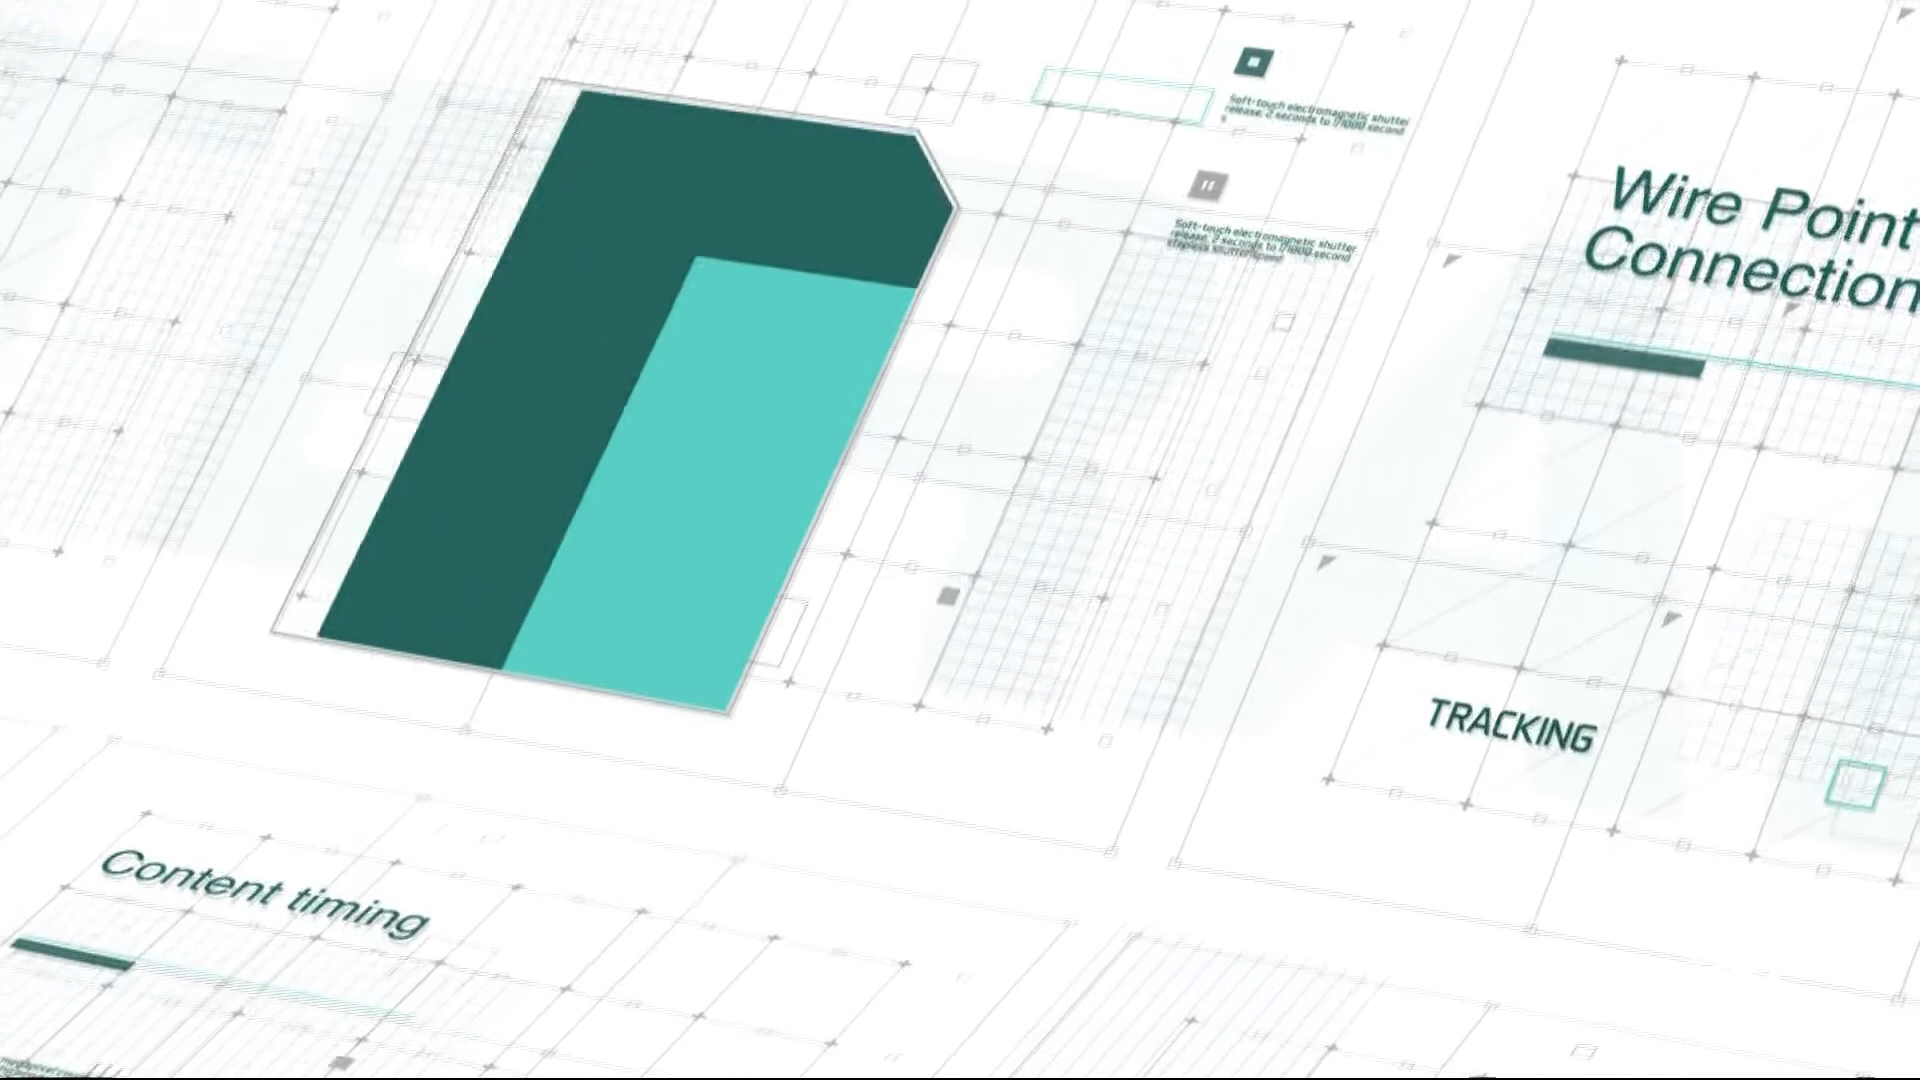 Soft-touch electromagnetic shutter
release. 2 seconds to 1/1000 second
s
Soft-touch electromagnetic shutter
release. 2 seconds to 1/1000 second
stepless shutter speed
Wire Point
Connection
TRACKING
Content timing